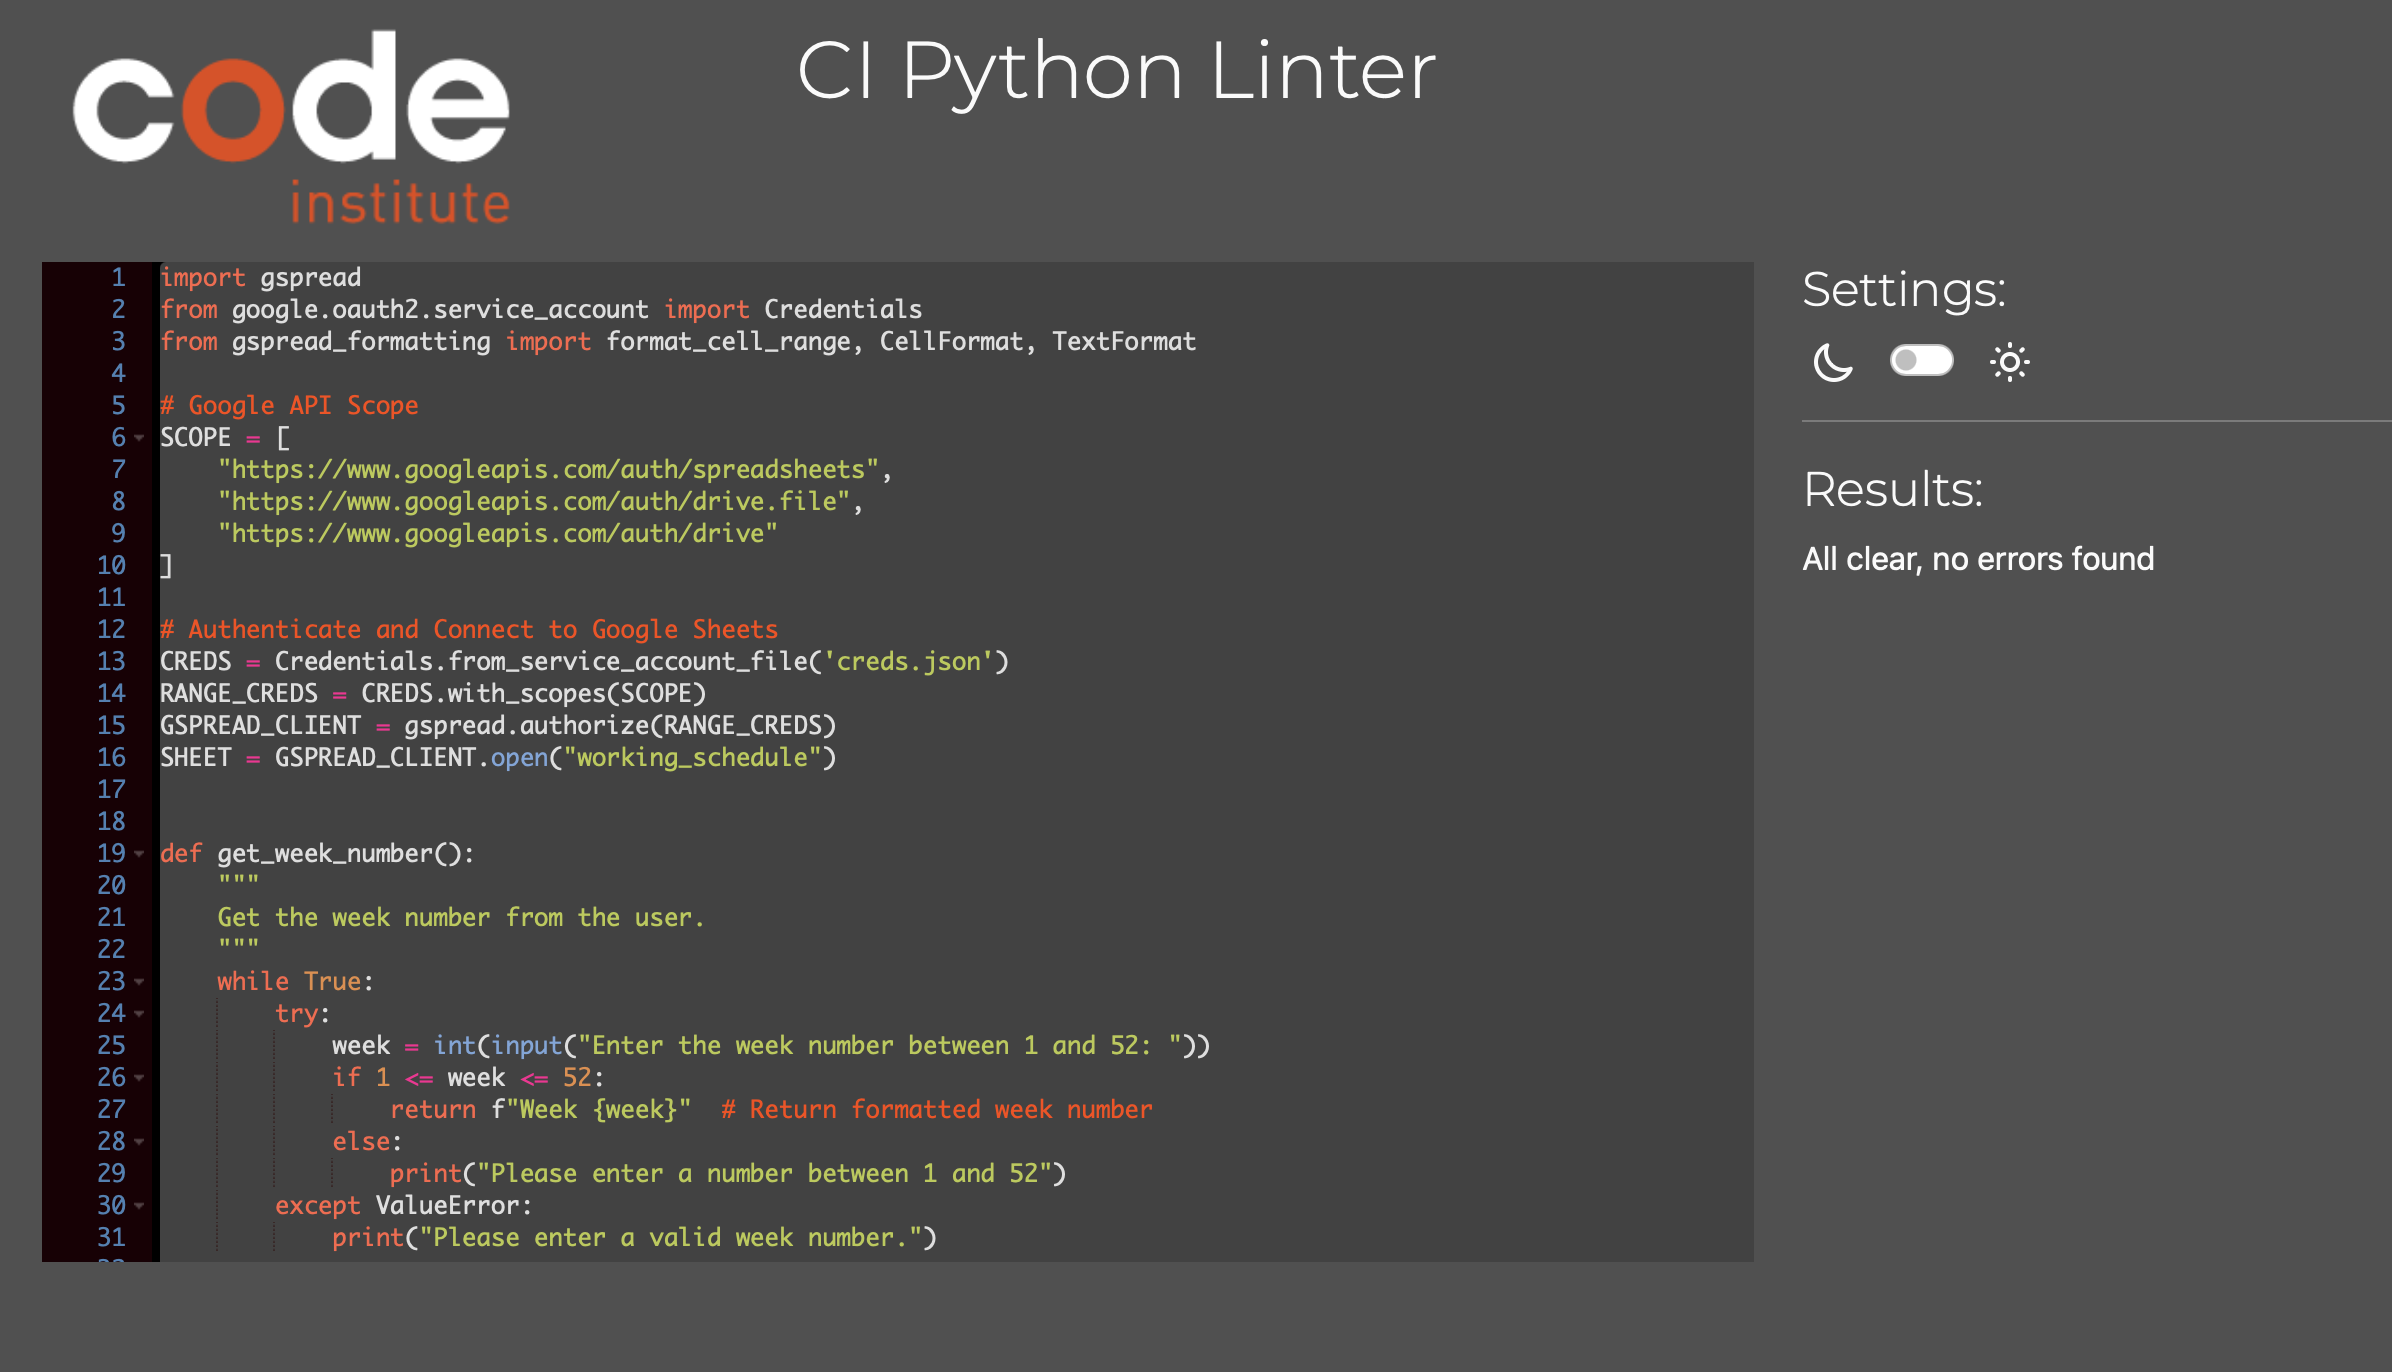 code
institute
CI Python Linter
1 import gspread
2 from google.oauth2.service_account import Credentials
3 from gspread_formatting import format_cell_range, CellFormat, TextFormat
4
5 # Google API Scope
6 SCOPE = [
7     "https://www.googleapis.com/auth/spreadsheets",
8     "https://www.googleapis.com/auth/drive.file",
9     "https://www.googleapis.com/auth/drive"
10 ]
11
12 # Authenticate and Connect to Google Sheets
13 CREDS = Credentials.from_service_account_file('creds.json')
14 RANGE_CREDS = CREDS.with_scopes(SCOPE)
15 GSPREAD_CLIENT = gspread.authorize(RANGE_CREDS)
16 SHEET = GSPREAD_CLIENT.open("working_schedule")
17
18
19 def get_week_number():
20     """
21     Get the week number from the user.
22     """
23     while True:
24         try:
25             week = int(input("Enter the week number between 1 and 52: "))
26             if 1 <= week <= 52:
27                 return f"Week {week}"  # Return formatted week number
28             else:
29                 print("Please enter a number between 1 and 52")
30         except ValueError:
31             print("Please enter a valid week number.")
Settings:
Results:
All clear, no errors found